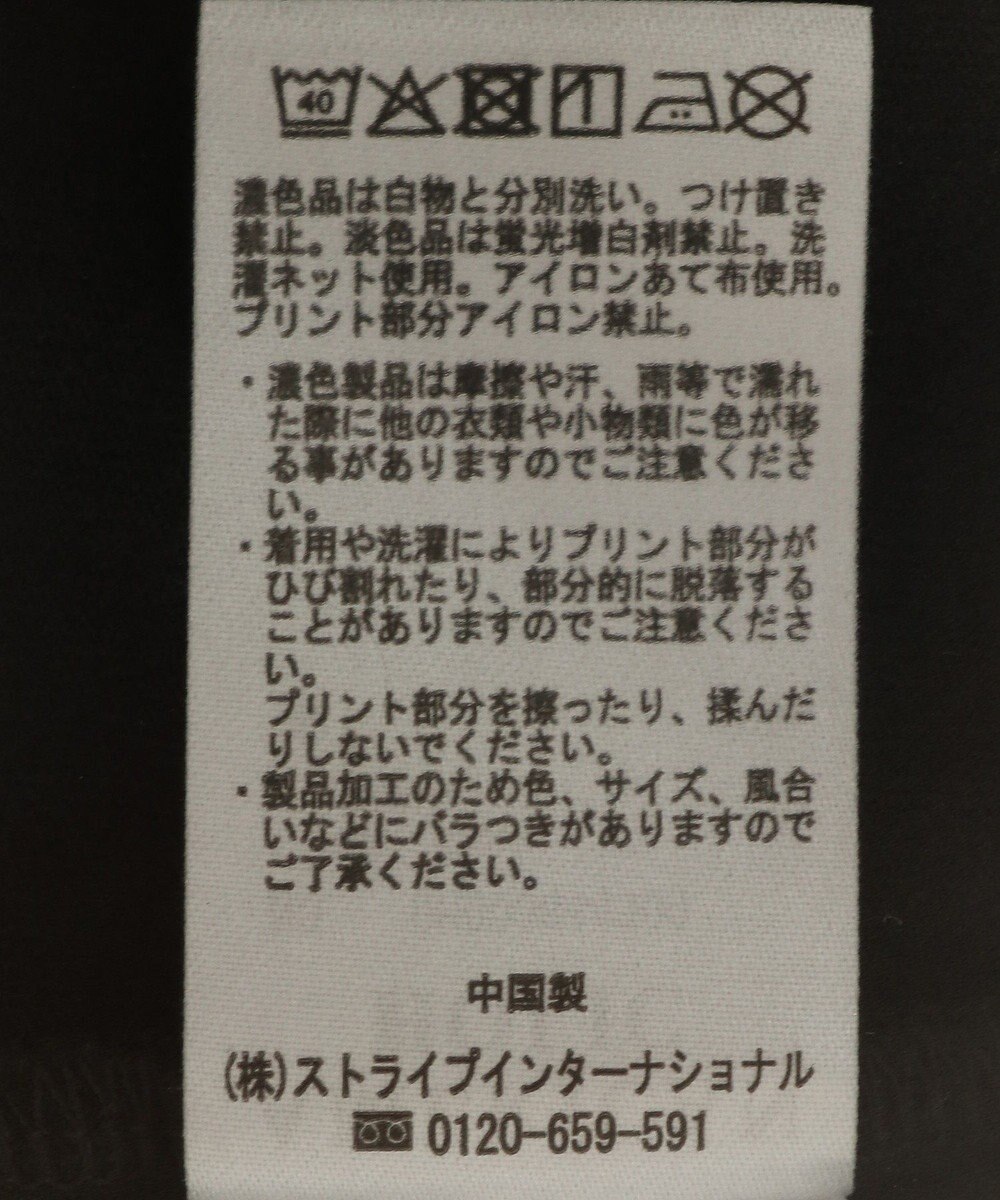 40
濃色品は白物と分別洗い。つけ置き
禁止。淡色品は蛍光増白剤禁止。洗
濯ネット使用。アイロンあて布使用。
プリント部分アイロン禁止。
・濃色製品は摩擦や汗、雨等で濡れ
た際に他の衣類や小物類に色が移
る事がありますのでご注意くださ
い。
・着用や洗濯によりプリント部分が
ひび割れたり、部分的に脱落する
ことがありますのでご注意くださ
い。
プリント部分を擦ったり、揉んだ
りしないでください。
・製品加工のため色、サイズ、風合
いなどにバラつきがありますので
ご了承ください。
中国製
(株)ストライプインターナショナル
0120-659-591